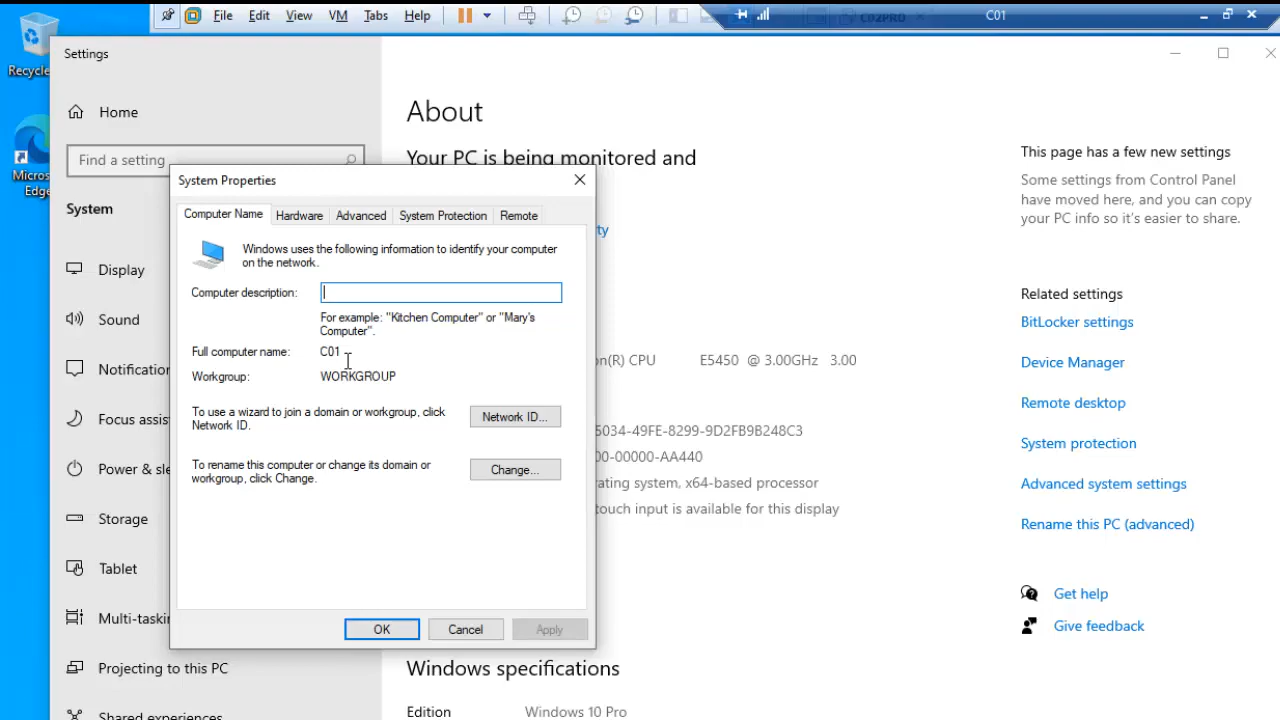 File Edit View VM Tabs Help
C02PRO
C01
Recycle
Micros
Edge
Settings
Home
Find a setting
System
Display
Sound
Notification
Focus assis
Power & sle
Storage
Tablet
Multi-taskin
Projecting to this PC
Shared experiences
About
Your PC is being monitored and
ty
on(R) CPU E5450 @ 3.00GHz 3.00
5034-49FE-8299-9D2FB9B248C3
00-00000-AA440
rating system, x64-based processor
touch input is available for this display
Windows specifications
Edition Windows 10 Pro
System Properties
Computer Name Hardware Advanced System Protection Remote
Windows uses the following information to identify your computer
on the network.
Computer description:
For example: "Kitchen Computer" or "Mary's
Computer".
Full computer name: C01
Workgroup: WORKGROUP
To use a wizard to join a domain or workgroup, click
Network ID.
Network ID...
To rename this computer or change its domain or
workgroup, click Change.
Change...
OK Cancel Apply
This page has a few new settings
Some settings from Control Panel
have moved here, and you can copy
your PC info so it's easier to share.
Related settings
BitLocker settings
Device Manager
Remote desktop
System protection
Advanced system settings
Rename this PC (advanced)
Get help
Give feedback